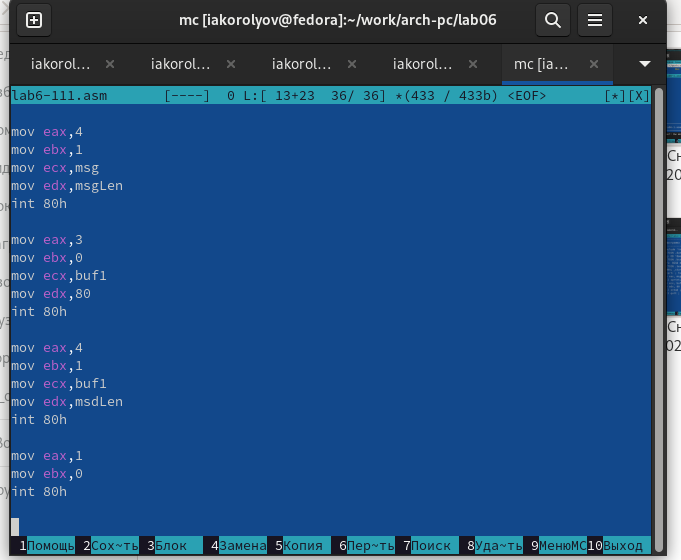 mc [iakorolyov@fedora]:~/work/arch-pc/lab06
iakorol... × iakorol... × iakorol... × iakorol... × mc [ia... ×
lab6-111.asm [----] 0 L:[ 13+23 36/ 36] *(433 / 433b) <EOF> [*][X]
mov eax,4
mov ebx,1
mov ecx,msg
mov edx,msgLen
int 80h
mov eax,3
mov ebx,0
mov ecx,buf1
mov edx,80
int 80h
mov eax,4
mov ebx,1
mov ecx,buf1
mov edx,msdLen
int 80h
mov eax,1
mov ebx,0
int 80h
1Помощь 2Сох~ть 3Блок 4Замена 5Копия 6Пер~ть 7Поиск 8Уда~ть 9МенюMC 10Выход